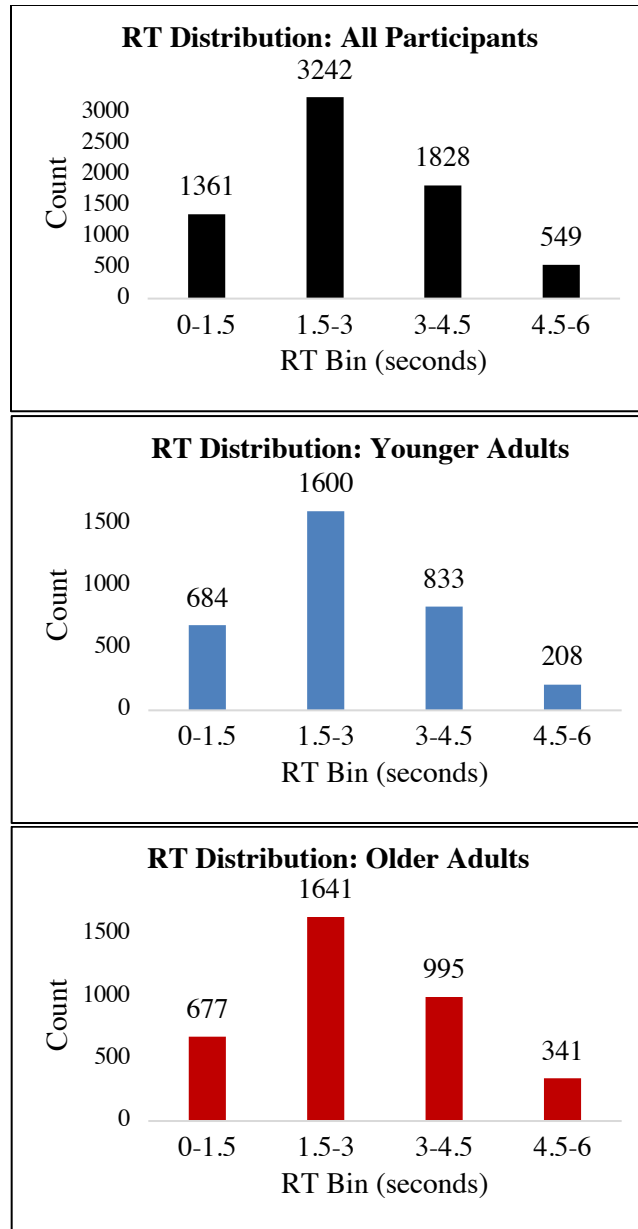 RT Distribution: All Participants
3242
3000
2500
2000
1500
1000
500
0
Count
1361
1828
549
0-1.5 1.5-3 3-4.5 4.5-6
RT Bin (seconds)
RT Distribution: Younger Adults
1600
1500
1000
500
0
Count
684
833
208
0-1.5 1.5-3 3-4.5 4.5-6
RT Bin (seconds)
RT Distribution: Older Adults
1641
1500
1000
500
0
Count
677
995
341
0-1.5 1.5-3 3-4.5 4.5-6
RT Bin (seconds)